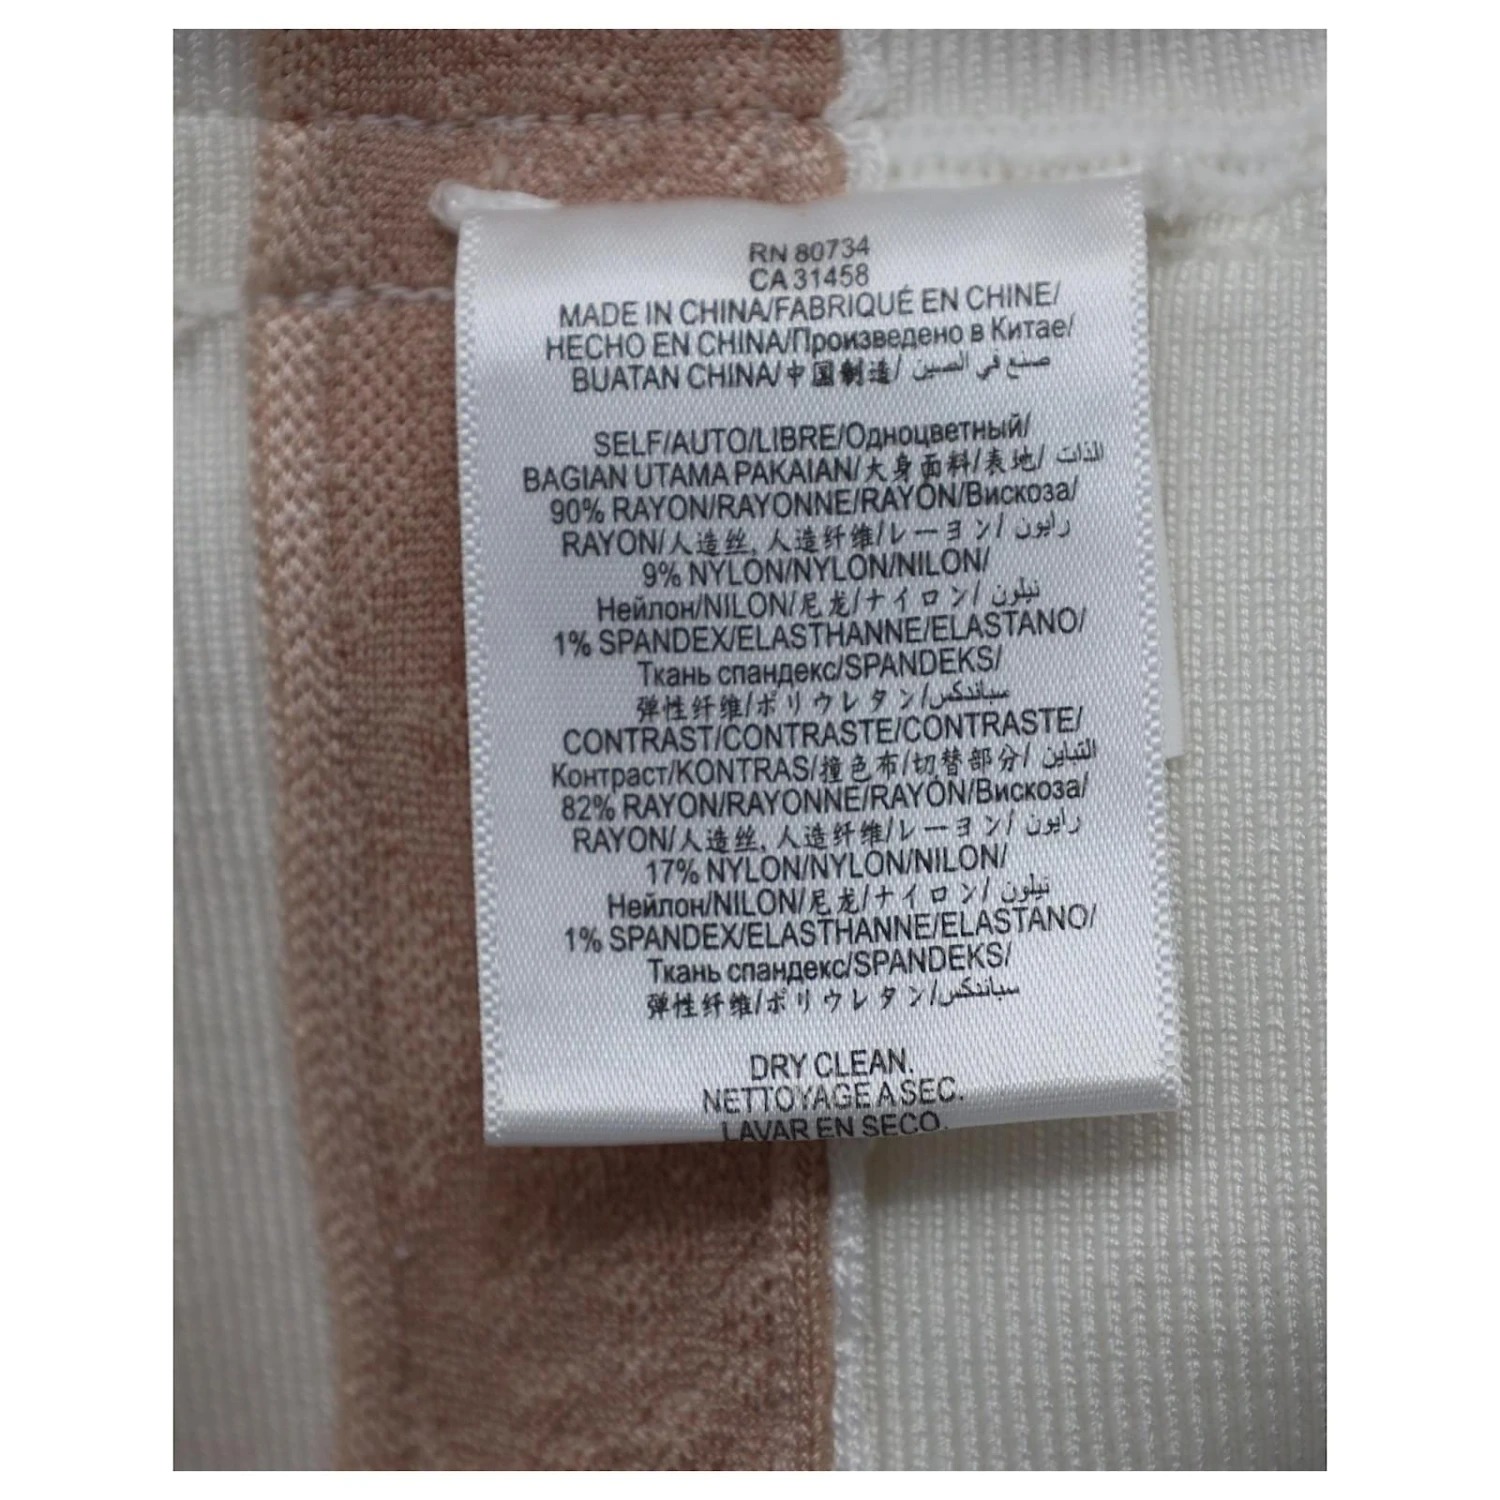 RN 80734
CA 31458
MADE IN CHINA/FABRIQUÉ EN CHINE/
HECHO EN CHINA/Произведено в Китае/
BUATAN CHINA/中国制造/ صنع في الصين
SELF/AUTO/LIBRE/Одноцветный/
BAGIAN UTAMA PAKAIAN/大身面料/表地/ الذات
90% RAYON/RAYONNE/RAYÓN/Вискоза/
RAYON/人造丝, 人造纤维/レーヨン/ رايون
9% NYLON/NYLON/NILON/
Нейлон/NILON/尼龙/ナイロン/ نيلون
1% SPANDEX/ELASTHANNE/ELASTANO/
Ткань спандекс/SPANDEKS/
弹性纤维/ポリウレタン/سباندكس
CONTRAST/CONTRASTE/CONTRASTE/
Контраст/KONTRAS/撞色布/切替部分/ التباين
82% RAYON/RAYONNE/RAYÓN/Вискоза/
RAYON/人造丝, 人造纤维/レーヨン/ رايون
17% NYLON/NYLON/NILON/
Нейлон/NILON/尼龙/ナイロン/ نيلون
1% SPANDEX/ELASTHANNE/ELASTANO/
Ткань спандекс/SPANDEKS/
弹性纤维/ポリウレタン/سباندكس
DRY CLEAN.
NETTOYAGE A SEC.
LAVAR EN SECO.